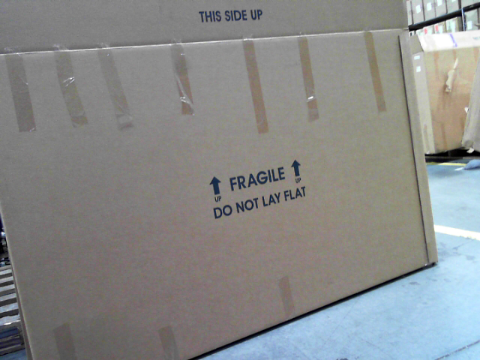 THIS SIDE UP
FRAGILE
UP UP
DO NOT LAY FLAT